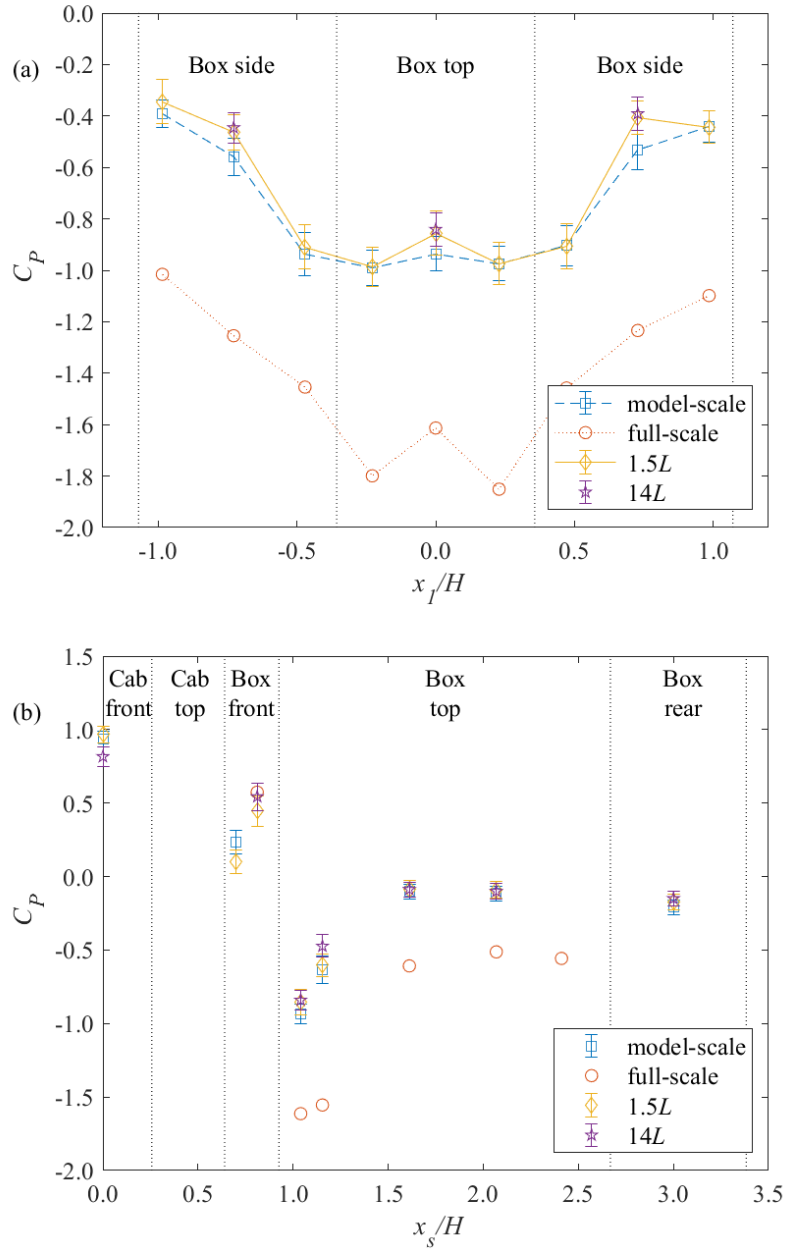 0.0
(a)
Box side
Box top
Box side
-0.2
-0.4
-0.6
-0.8
-1.0
-1.2
-1.4
-1.6
-1.8
-2.0
C_P
model-scale
full-scale
1.5L
14L
-1.0
-0.5
0.0
0.5
1.0
x_1/H
1.5
(b)
Cab front
Cab top
Box front
Box top
Box rear
1.0
0.5
0.0
-0.5
-1.0
-1.5
-2.0
C_P
model-scale
full-scale
1.5L
14L
0.0
0.5
1.0
1.5
2.0
2.5
3.0
3.5
x_s/H